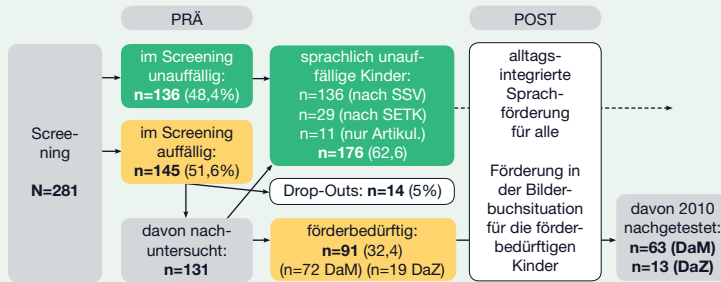 PRÄ
POST
Scree-
ning
N=281
im Screening
unauffällig:
n=136 (48,4%)
im Screening
auffällig:
n=145 (51,6%)
davon nach-
untersucht:
n=131
sprachlich unauf-
fällige Kinder:
n=136 (nach SSV)
n=29 (nach SETK)
n=11 (nur Artikul.)
n=176 (62,6)
Drop-Outs: n=14 (5%)
förderbedürftig:
n=91 (32,4)
(n=72 DaM) (n=19 DaZ)
alltags-
integrierte
Sprach-
förderung
für alle
Förderung in
der Bilder-
buchsituation
für die förder-
bedürftigen
Kinder
davon 2010
nachgetestet:
n=63 (DaM)
n=13 (DaZ)